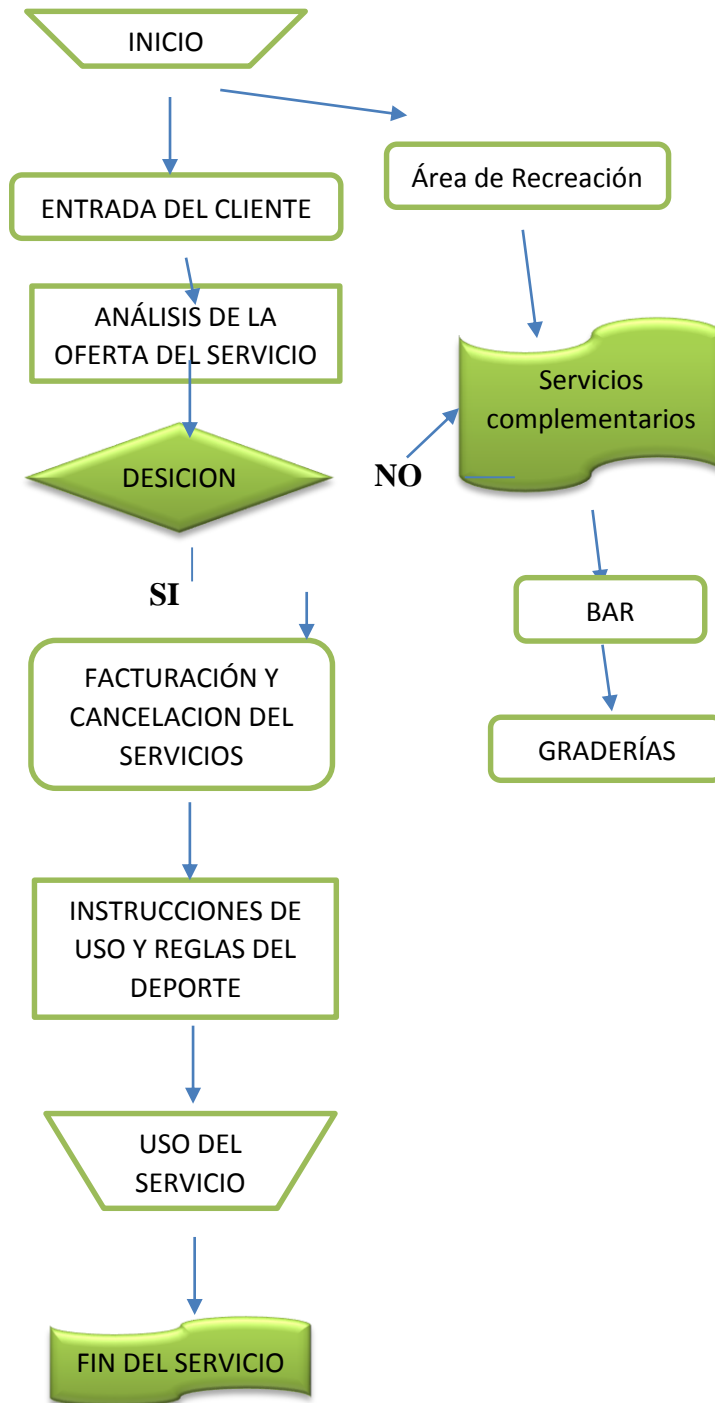 INICIO
ENTRADA DEL CLIENTE
ANÁLISIS DE LA
OFERTA DEL SERVICIO
DESICION
SI
FACTURACIÓN Y
CANCELACION DEL
SERVICIOS
INSTRUCCIONES DE
USO Y REGLAS DEL
DEPORTE
USO DEL
SERVICIO
FIN DEL SERVICIO
Área de Recreación
Servicios
complementarios
NO
BAR
GRADERÍAS